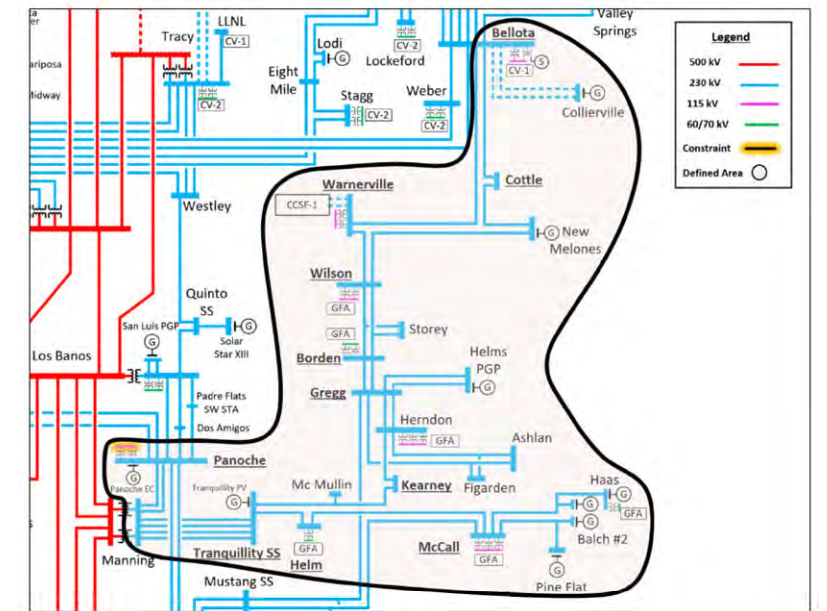 LLNL
CV-1
Tracy
CV-2
Eight
Mile
Lodi
G
CV-2
Lockeford
Stagg
CV-2
Weber
CV-2
Valley
Springs
Bellota
CV-1
S
G
Collierville
Legend
500 kV
230 kV
115 kV
60/70 kV
Constraint
Defined Area
ariposa
Midway
Westley
Warnerville
CCSF-1
Cottle
G
New
Melones
Wilson
GFA
Quinto
SS
G
Solar
Star XIII
San Luis PGP
G
GFA
Storey
Borden
Los Banos
Gregg
Helms
PGP
G
Padre Flats
SW STA
Dos Amigos
Herndon
GFA
Ashlan
Panoche
G
Panoche EC
Tranquillity PV
G
Mc Mullin
Kearney
Figarden
Haas
G
G
GFA
G
Balch #2
Manning
Tranquillity SS
GFA
Helm
McCall
GFA
G
Pine Flat
Mustang SS